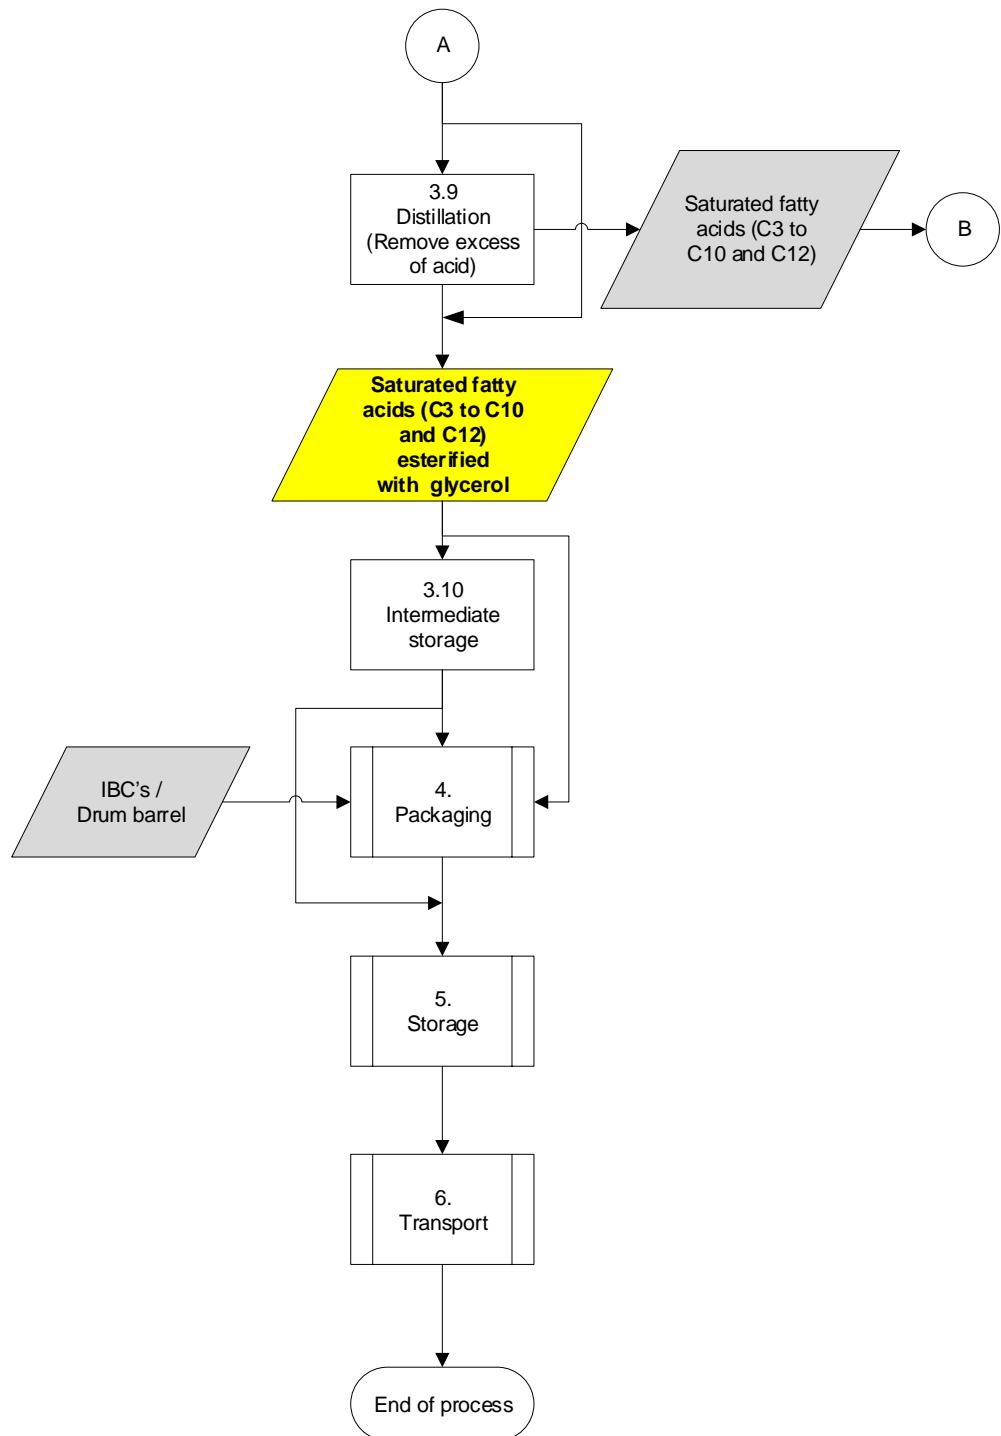 A
3.9
Distillation
(Remove excess
of acid)
Saturated fatty
acids (C3 to
C10 and C12)
B
Saturated fatty
acids (C3 to C10
and C12)
esterified
with glycerol
3.10
Intermediate
storage
IBC's /
Drum barrel
4.
Packaging
5.
Storage
6.
Transport
End of process